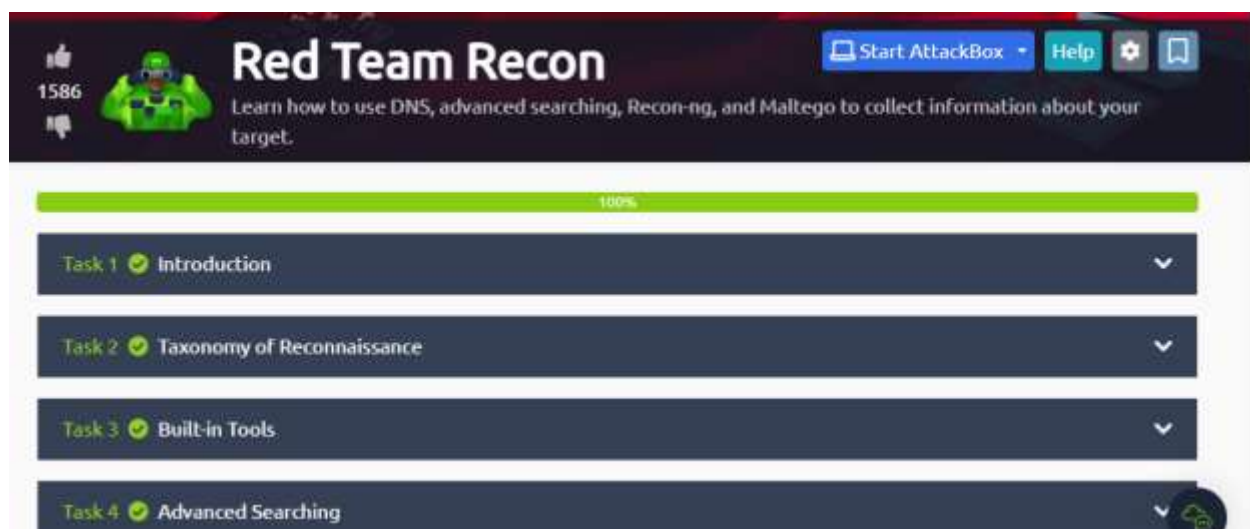 Red Team Recon
Start AttackBox
Help
1586
Learn how to use DNS, advanced searching, Recon-ng, and Maltego to collect information about your
target.
100%
Task 1 Introduction
Task 2 Taxonomy of Reconnaissance
Task 3 Built-in Tools
Task 4 Advanced Searching